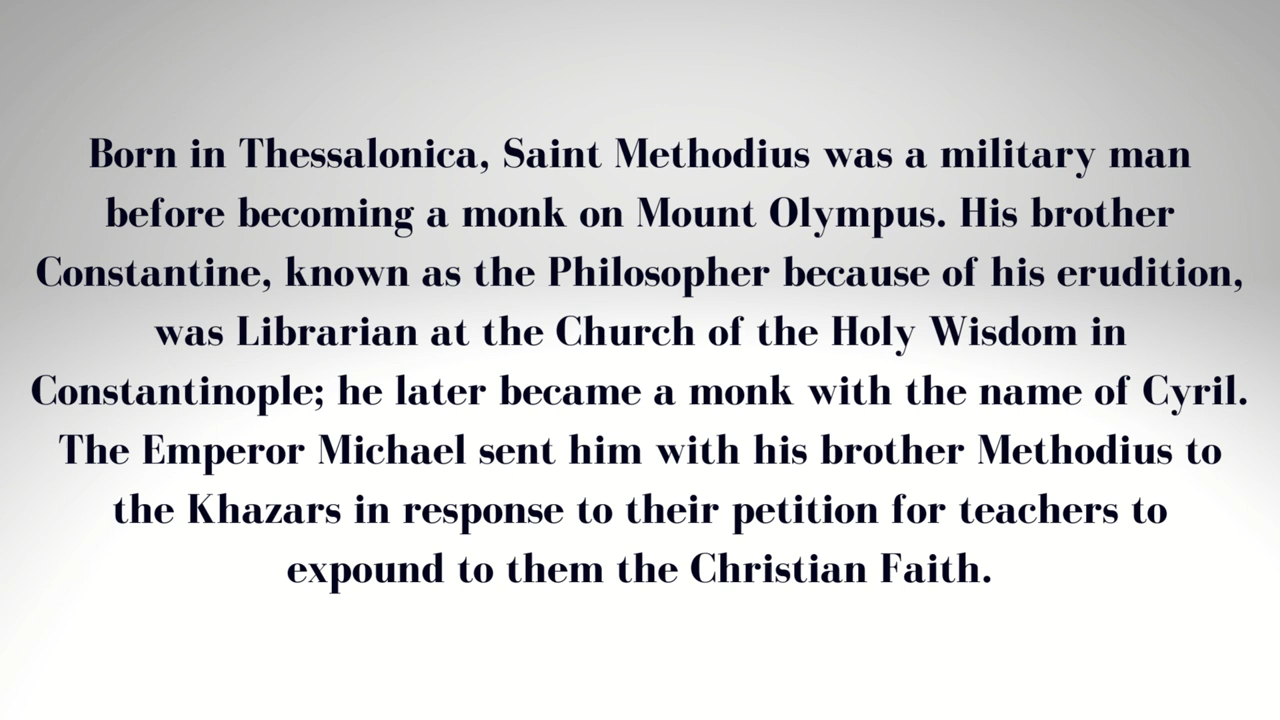 Born in Thessalonica, Saint Methodius was a military man
before becoming a monk on Mount Olympus. His brother
Constantine, known as the Philosopher because of his erudition,
was Librarian at the Church of the Holy Wisdom in
Constantinople; he later became a monk with the name of Cyril.
The Emperor Michael sent him with his brother Methodius to
the Khazars in response to their petition for teachers to
expound to them the Christian Faith.